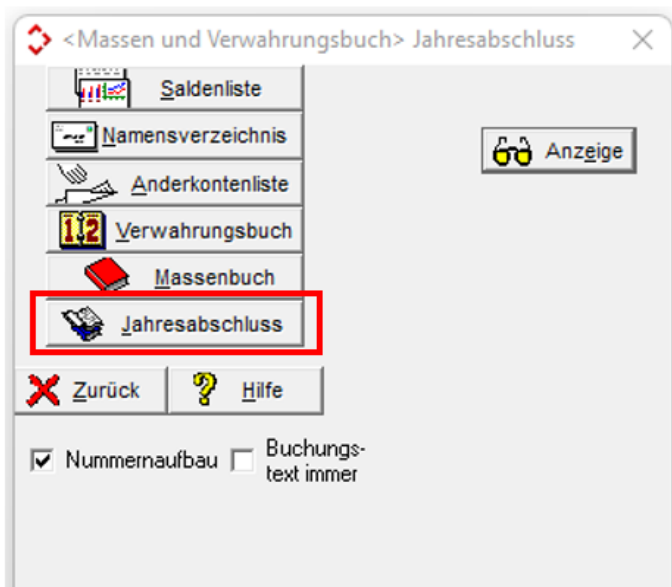 <Massen und Verwahrungsbuch> Jahresabschluss
Saldenliste
Namensverzeichnis
Anzeige
Anderkontenliste
Verwahrungsbuch
Massenbuch
Jahresabschluss
Zurück
Hilfe
Nummernaufbau
Buchungs-
text immer